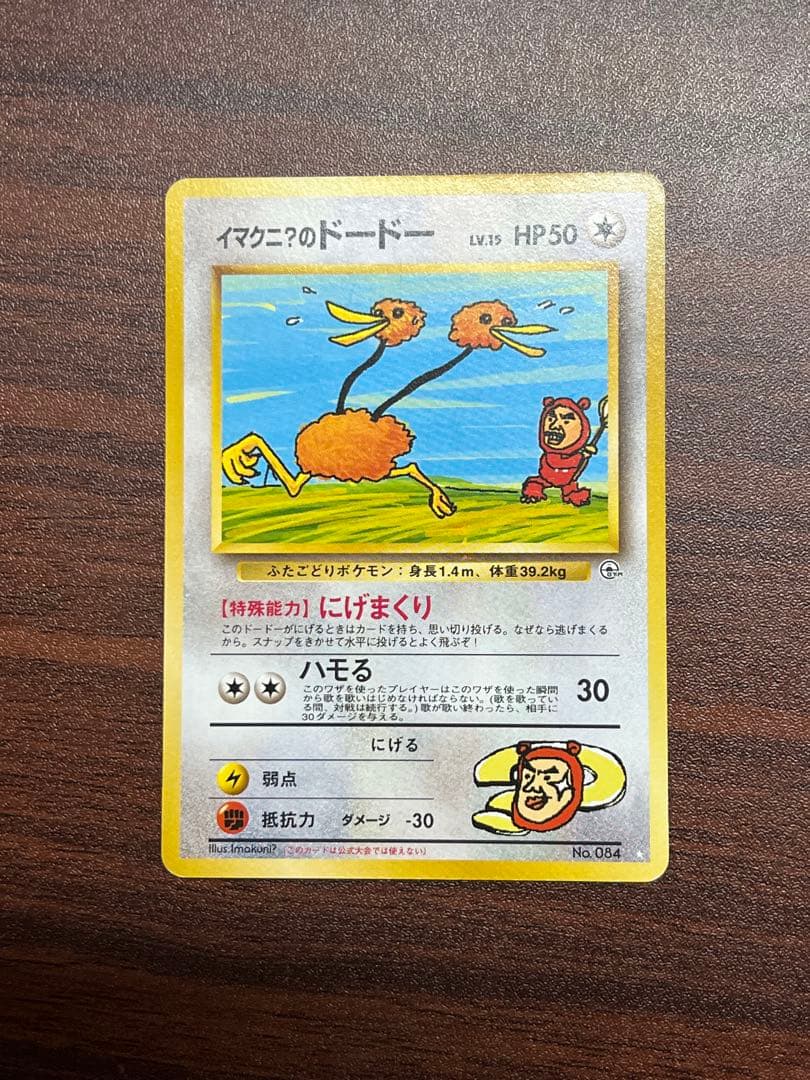 イマクニ?のドードー LV.15 HP50
ふたごどりポケモン:身長1.4m、体重39.2kg
GYM
【特殊能力】にげまくり
このドードーがにげるときはカードを持ち、思い切り投げる。なぜなら逃げまくる
から。スナップをきかせて水平に投げるとよく飛ぶぞ!
ハモる 30
このワザを使ったプレイヤーはこのワザを使った瞬間
から歌を歌いはじめなければならない。(歌を歌ってい
る間、対戦は続行する。)歌が歌い終わったら、相手に
30ダメージを与える。
にげる
弱点
抵抗力 ダメージ -30
Illus. Imakuni? (このカードは公式大会では使えない) No. 084